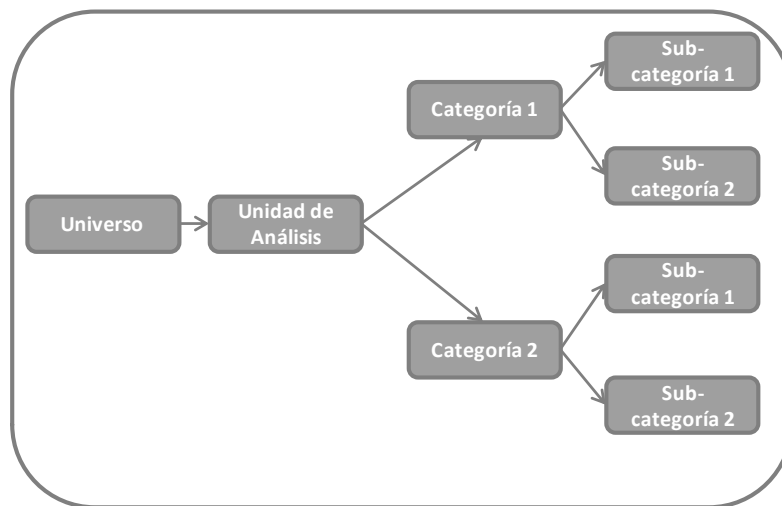 Universo
Unidad de
Análisis
Categoría 1
Sub-
categoría 1
Sub-
categoría 2
Categoría 2
Sub-
categoría 1
Sub-
categoría 2